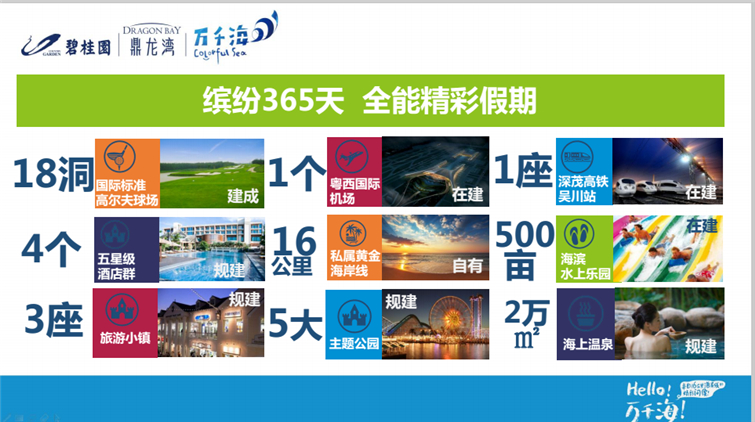 碧桂园
GARDEN
DRAGON BAY
鼎龙湾
万千海
Colorful Sea
缤纷365天 全能精彩假期
18洞
国际标准
高尔夫球场
建成
1个
粤西国际
机场
在建
1座
深茂高铁
吴川站
在建
4个
五星级
酒店群
规建
16
公里
私属黄金
海岸线
自有
500
亩
海滨
水上乐园
在建
3座
旅游小镇
规建
5大
主题公园
规建
2万
㎡
海上温泉
规建
Hello!
万千海!